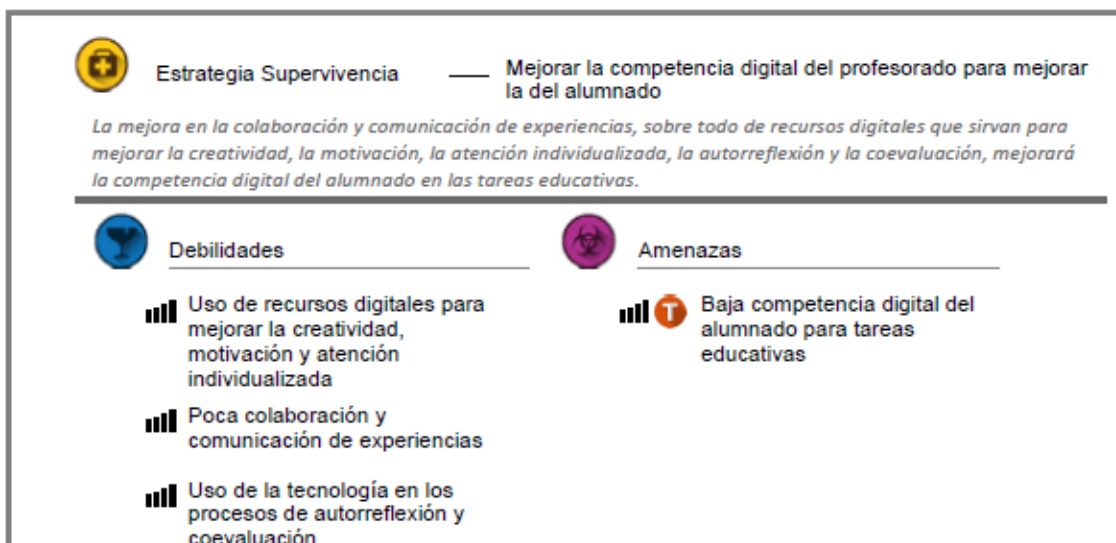 Estrategia Supervivencia
Mejorar la competencia digital del profesorado para mejorar
la del alumnado
La mejora en la colaboración y comunicación de experiencias, sobre todo de recursos digitales que sirvan para
mejorar la creatividad, la motivación, la atención individualizada, la autorreflexión y la coevaluación, mejorará
la competencia digital del alumnado en las tareas educativas.
Debilidades
Uso de recursos digitales para
mejorar la creatividad,
motivación y atención
individualizada
Poca colaboración y
comunicación de experiencias
Uso de la tecnología en los
procesos de autorreflexión y
coevaluación
Amenazas
T
Baja competencia digital del
alumnado para tareas
educativas